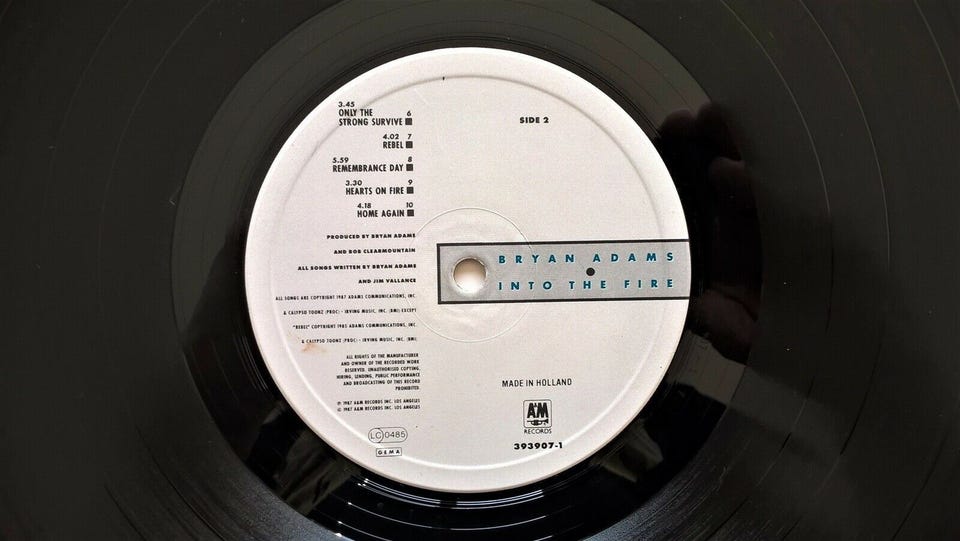 3.45
ONLY THE 6
STRONG SURVIVE
4.02 7
REBEL
5.59 8
REMEMBRANCE DAY
3.30 9
HEARTS ON FIRE
4.18 10
HOME AGAIN
PRODUCED BY BRYAN ADAMS
AND BOB CLEARMOUNTAIN
ALL SONGS WRITTEN BY BRYAN ADAMS
AND JIM VALLANCE
ALL SONGS ARE COPYRIGHT 1987 ADAMS COMMUNICATIONS, INC.
& CALYPSO TOONZ (PROC) - IRVING MUSIC, INC. (BMI) EXCEPT
"REBEL" COPYRIGHT 1985 ADAMS COMMUNICATIONS, INC.
& CALYPSO TOONZ (PROC) - IRVING MUSIC, INC. (BMI)
ALL RIGHTS OF THE MANUFACTURER
AND OWNER OF THE RECORDED WORK
RESERVED. UNAUTHORISED COPYING,
HIRING, LENDING, PUBLIC PERFORMANCE
AND BROADCASTING OF THIS RECORD
PROHIBITED.
℗ 1987 A&M RECORDS INC. LOS ANGELES
© 1987 A&M RECORDS INC. LOS ANGELES
LC 0485
GEMA
SIDE 2
BRYAN ADAMS
INTO THE FIRE
MADE IN HOLLAND
A&M
RECORDS
393907-1